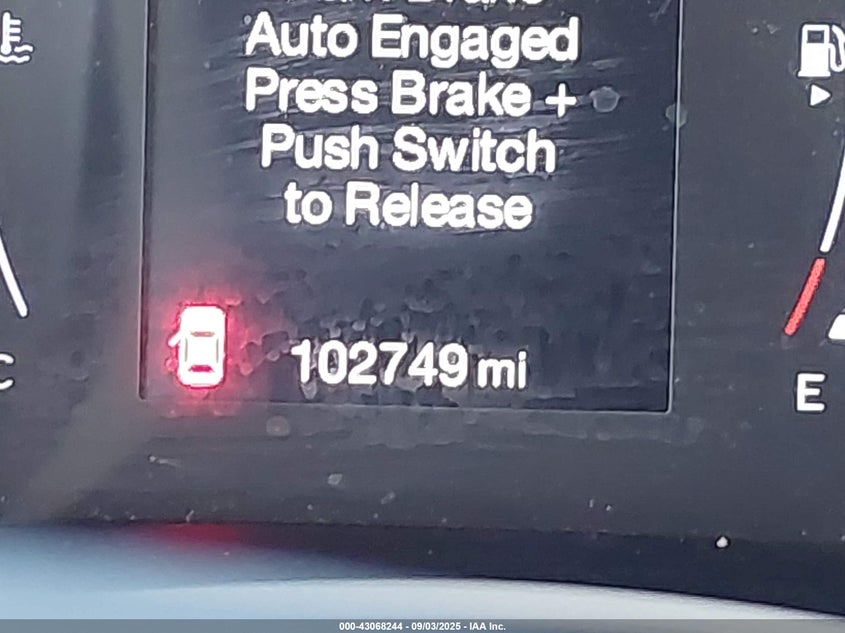 Auto Engaged
Press Brake +
Push Switch
to Release
102749 mi
C
E
000-43068244 - 09/03/2025 - IAA Inc.